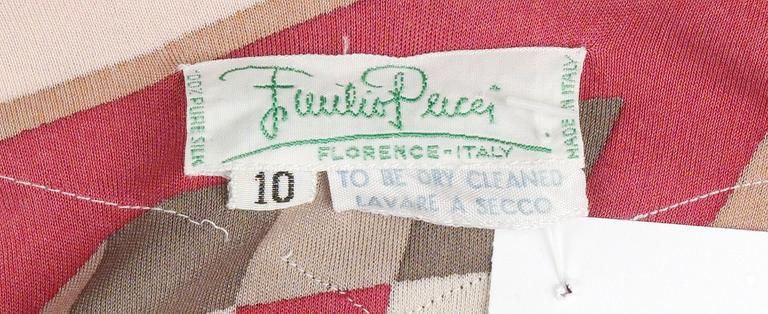 100% PURE SILK
Emilio Pucci
MADE IN ITALY
FLORENCE-ITALY
10
TO BE DRY CLEANED
LAVARE A SECCO